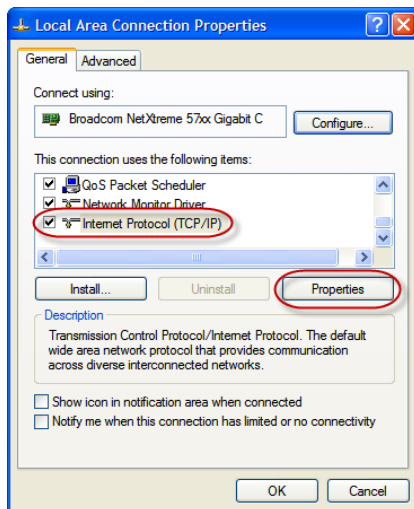 Local Area Connection Properties
General Advanced
Connect using:
Broadcom NetXtreme 57xx Gigabit C
Configure...
This connection uses the following items:
QoS Packet Scheduler
Network Monitor Driver
Internet Protocol (TCP/IP)
Install... Uninstall Properties
Description
Transmission Control Protocol/Internet Protocol. The default
wide area network protocol that provides communication
across diverse interconnected networks.
Show icon in notification area when connected
Notify me when this connection has limited or no connectivity
OK Cancel